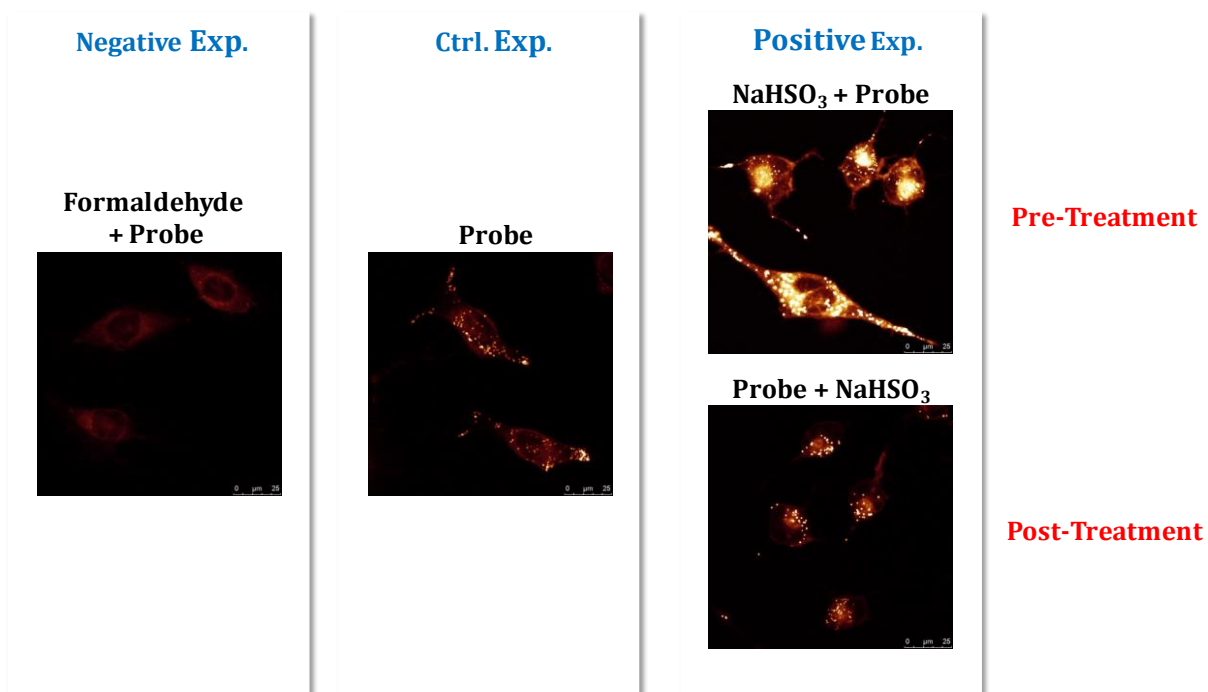 Negative Exp.
Ctrl. Exp.
Positive Exp.
NaHSO₃ + Probe
Formaldehyde
+ Probe
Probe
Pre-Treatment
0 µm 25
0 µm 25
0 µm 25
Probe + NaHSO₃
Post-Treatment
0 µm 25